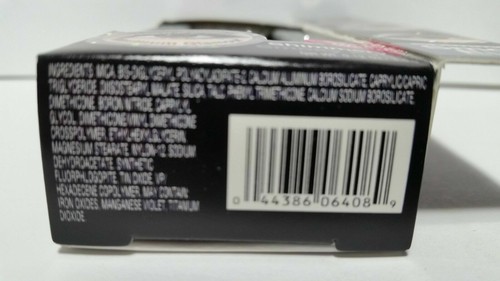 INGREDIENTS: MICA, BIS-DIGLYCERYL POLYACYLADIPATE-2, CALCIUM ALUMINUM BOROSILICATE, CAPRYLIC/CAPRIC
TRIGLYCERIDE, DIISOSTEARYL MALATE, SILICA, TALC, PHENYL TRIMETHICONE, CALCIUM SODIUM BOROSILICATE,
DIMETHICONE, BORON NITRIDE, CAPRYLYL
GLYCOL, DIMETHICONE/VINYL DIMETHICONE
CROSSPOLYMER, ETHYLHEXYLGLYCERIN,
MAGNESIUM STEARATE, NYLON-12, SODIUM
DEHYDROACETATE, SYNTHETIC
FLUORPHLOGOPITE, TIN OXIDE, VP/
HEXADECENE COPOLYMER, MAY CONTAIN:
IRON OXIDES, MANGANESE VIOLET, TITANIUM
DIOXIDE.
0 44386 06408 9